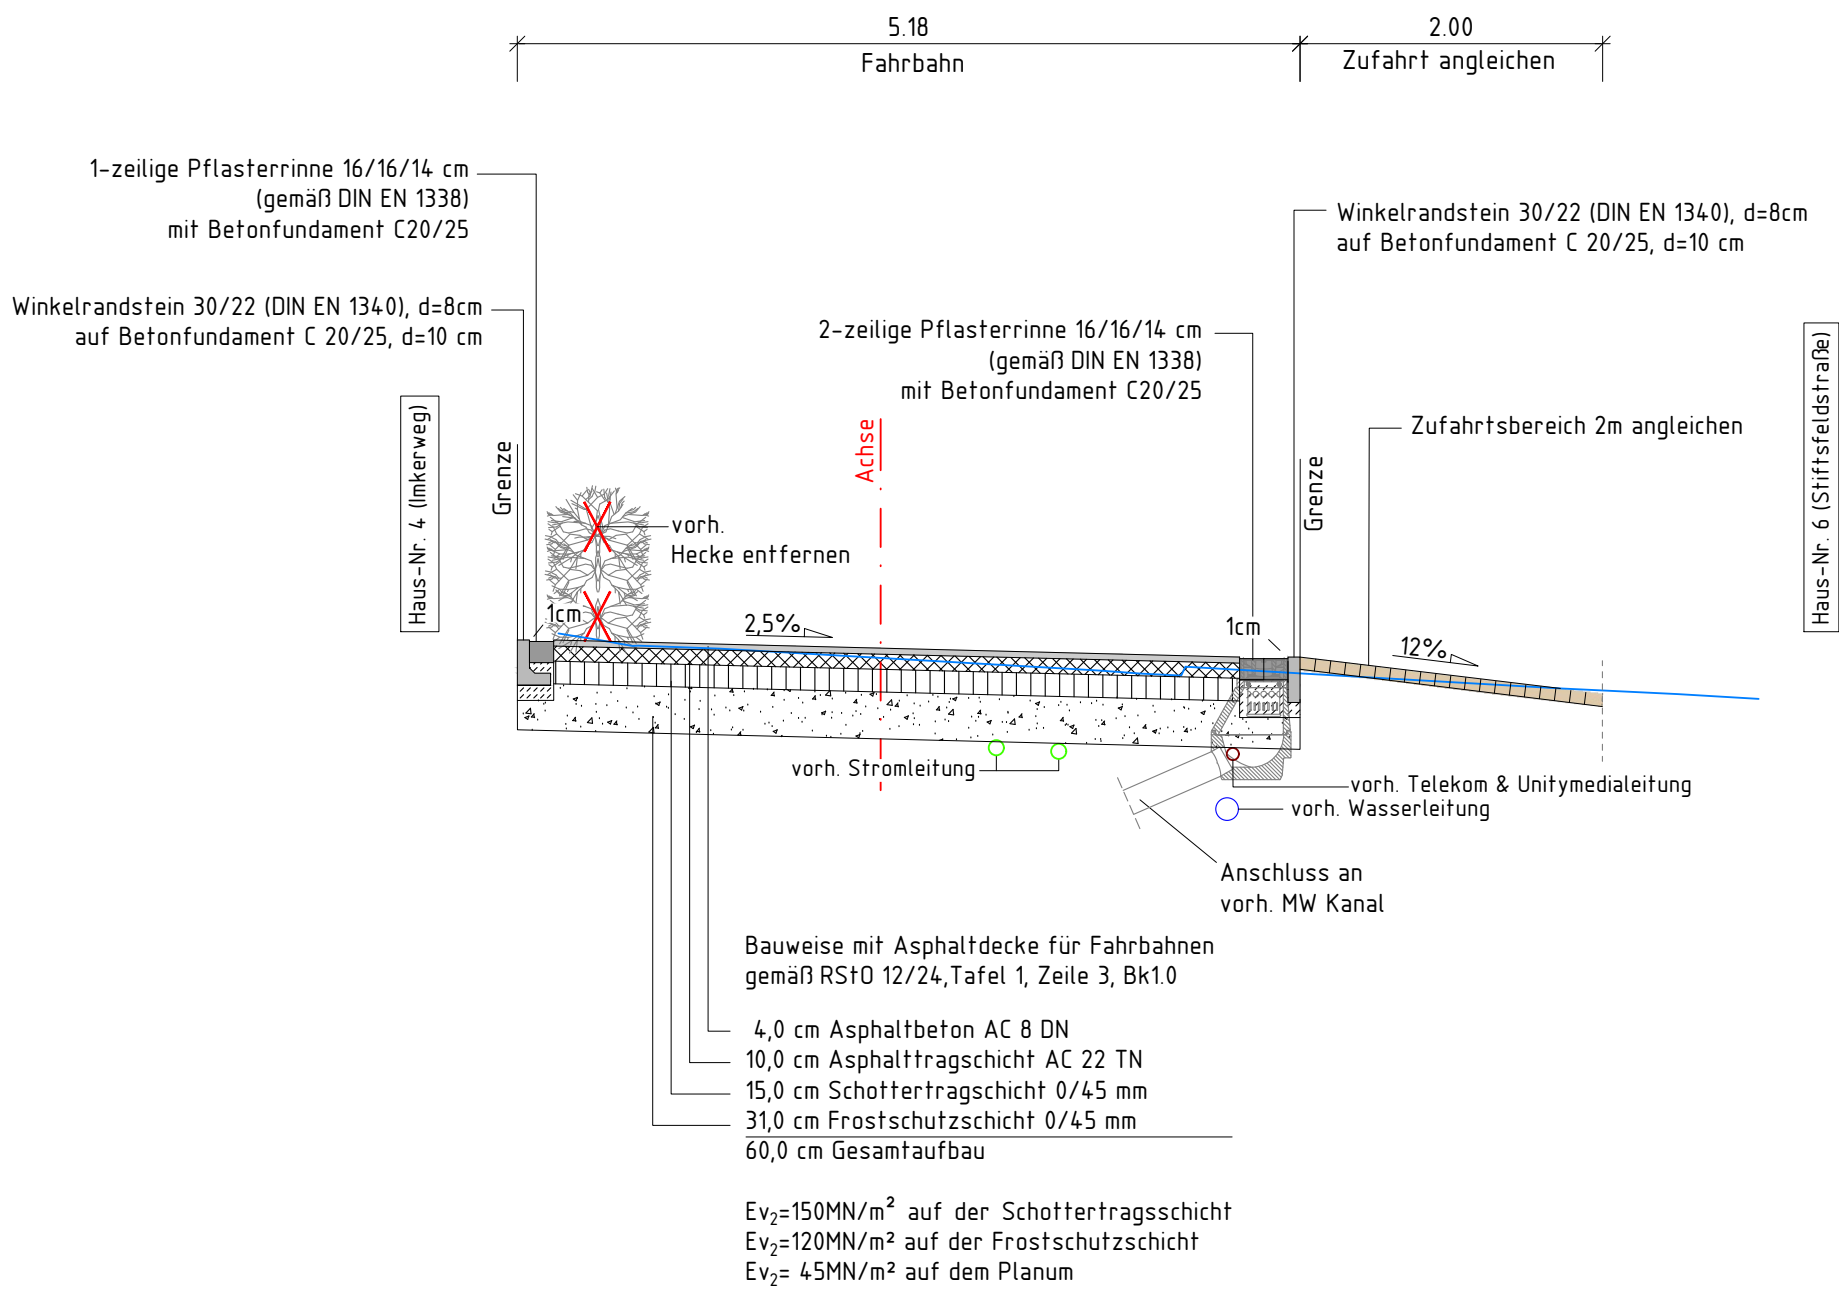 5.18
Fahrbahn
2.00
Zufahrt angleichen
1-zeilige Pflasterrinne 16/16/14 cm
(gemäß DIN EN 1338)
mit Betonfundament C20/25
Winkelrandstein 30/22 (DIN EN 1340), d=8cm
auf Betonfundament C 20/25, d=10 cm
Winkelrandstein 30/22 (DIN EN 1340), d=8cm
auf Betonfundament C 20/25, d=10 cm
2-zeilige Pflasterrinne 16/16/14 cm
(gemäß DIN EN 1338)
mit Betonfundament C20/25
Zufahrtsbereich 2m angleichen
Haus-Nr. 4 (Imkerweg)
Grenze
Achse
Grenze
Haus-Nr. 6 (Stiftsfeldstraße)
vorh.
Hecke entfernen
1cm
2,5%
1cm
12%
vorh. Stromleitung
vorh. Telekom & Unitymedialeitung
vorh. Wasserleitung
Anschluss an
vorh. MW Kanal
Bauweise mit Asphaltdecke für Fahrbahnen
gemäß RStO 12/24,Tafel 1, Zeile 3, Bk1.0
4,0 cm Asphaltbeton AC 8 DN
10,0 cm Asphalttragschicht AC 22 TN
15,0 cm Schottertragschicht 0/45 mm
31,0 cm Frostschutzschicht 0/45 mm
60,0 cm Gesamtaufbau
Ev₂=150MN/m² auf der Schottertragsschicht
Ev₂=120MN/m² auf der Frostschutzschicht
Ev₂= 45MN/m² auf dem Planum